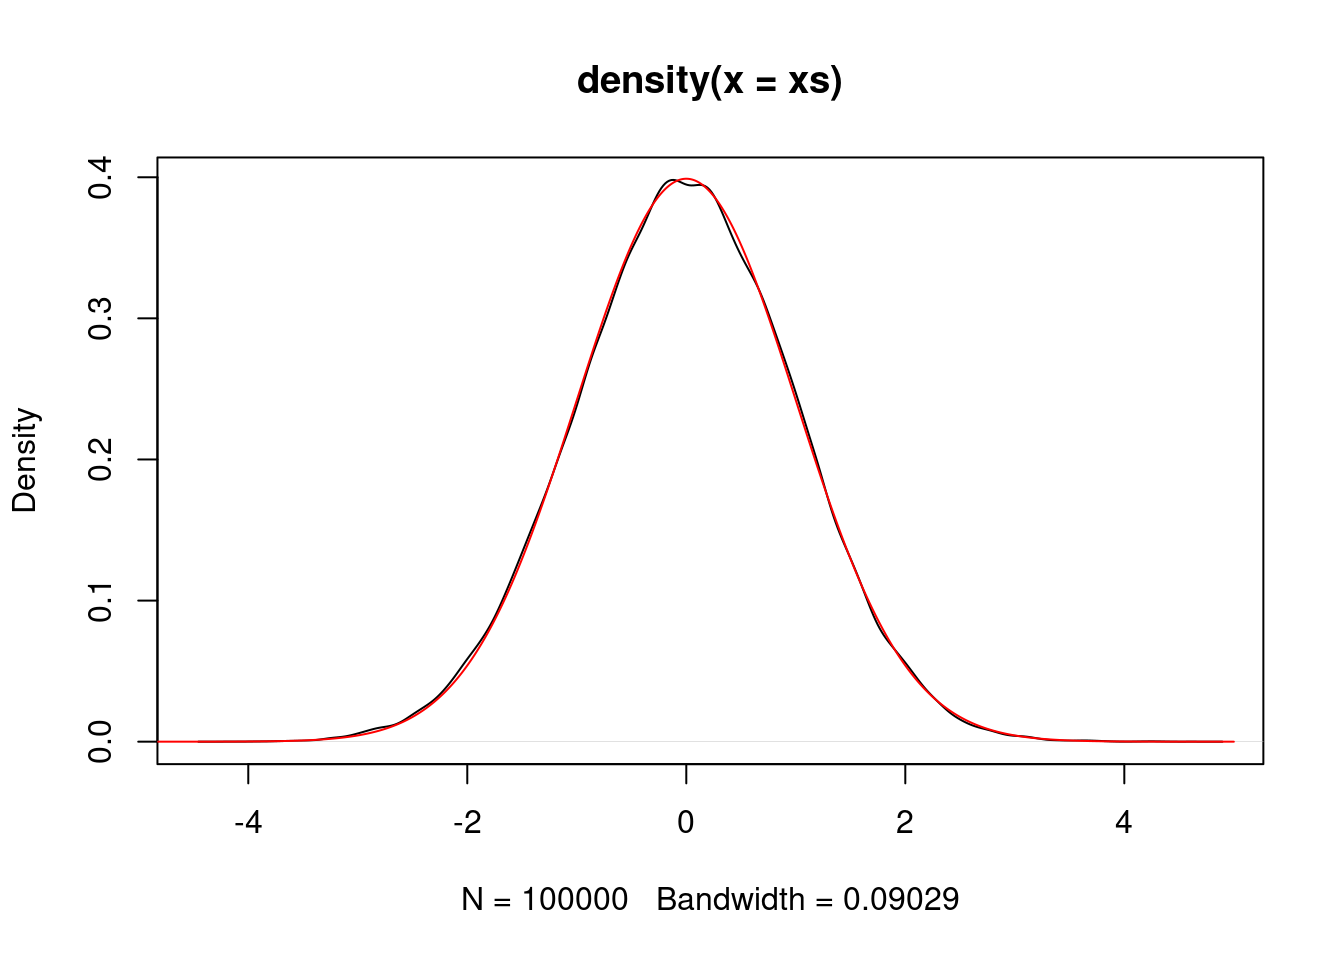 density(x = xs)
Density
0.4
0.3
0.2
0.1
0.0
-4 -2 0 2 4
N = 100000 Bandwidth = 0.09029